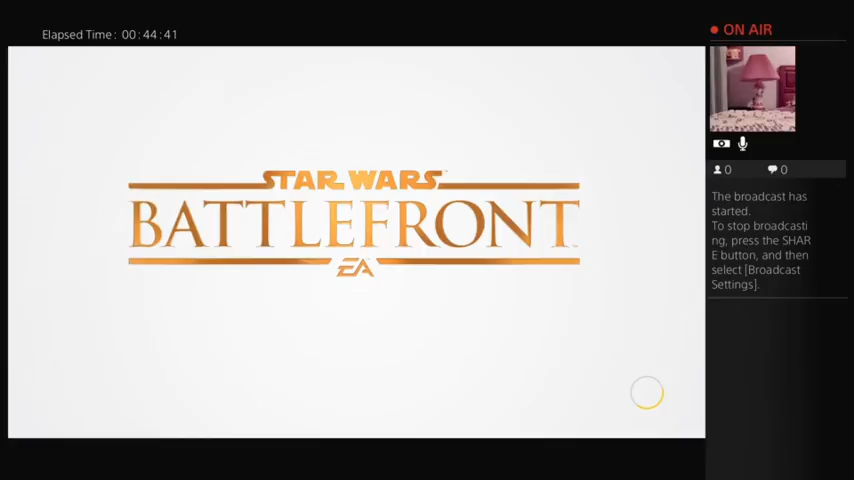 Elapsed Time: 00:44:41
ON AIR
STAR WARS
BATTLEFRONT
EA
0 0
The broadcast has
started.
To stop broadcasti
ng, press the SHAR
E button, and then
select [Broadcast
Settings].